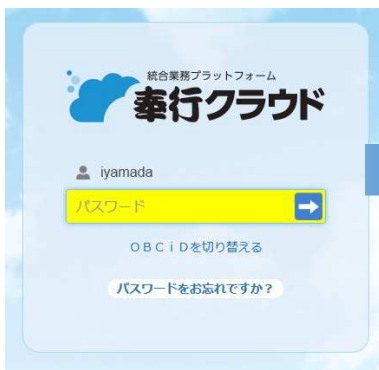 統合業務プラットフォーム
奉行クラウド
iyamada
パスワード
ＯＢＣｉＤを切り替える
パスワードをお忘れですか？